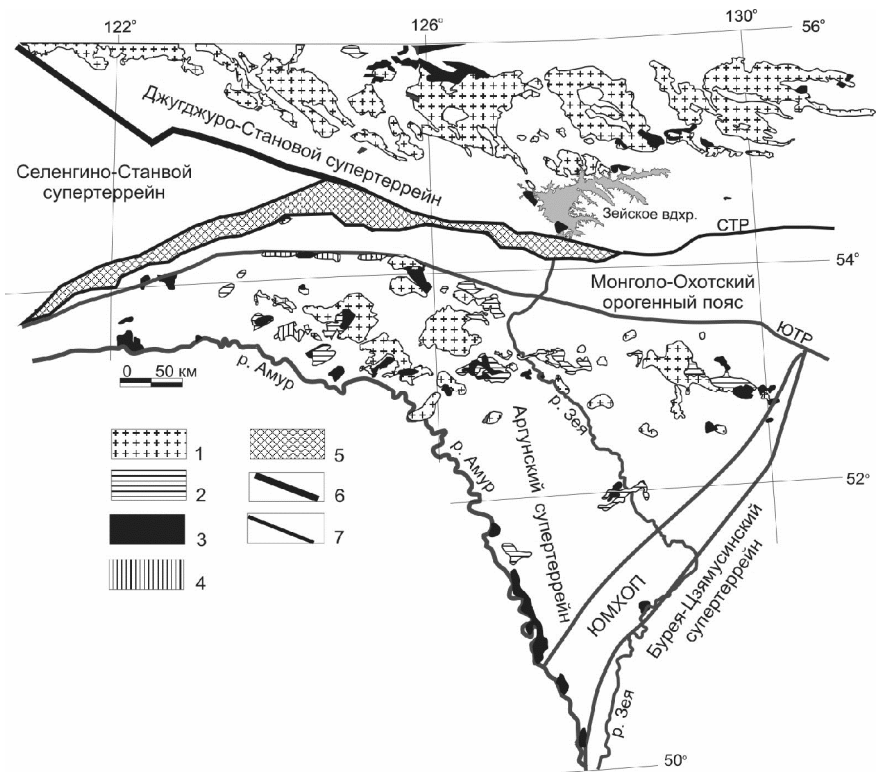 122°
126°
130°
56°
Джугджуро-Становой супертеррейн
Селенгино-Станвой
супертеррейн
Зейское вдхр.
СТР
54°
Монголо-Охотский
орогенный пояс
ЮТР
р. Амур
0 50 км
р. Зея
р. Амур
Аргунский супертеррейн
52°
1
5
2
6
3
7
4
ЮМХОП
Бурея-Цзямусинский
супертеррейн
р. Зея
50°